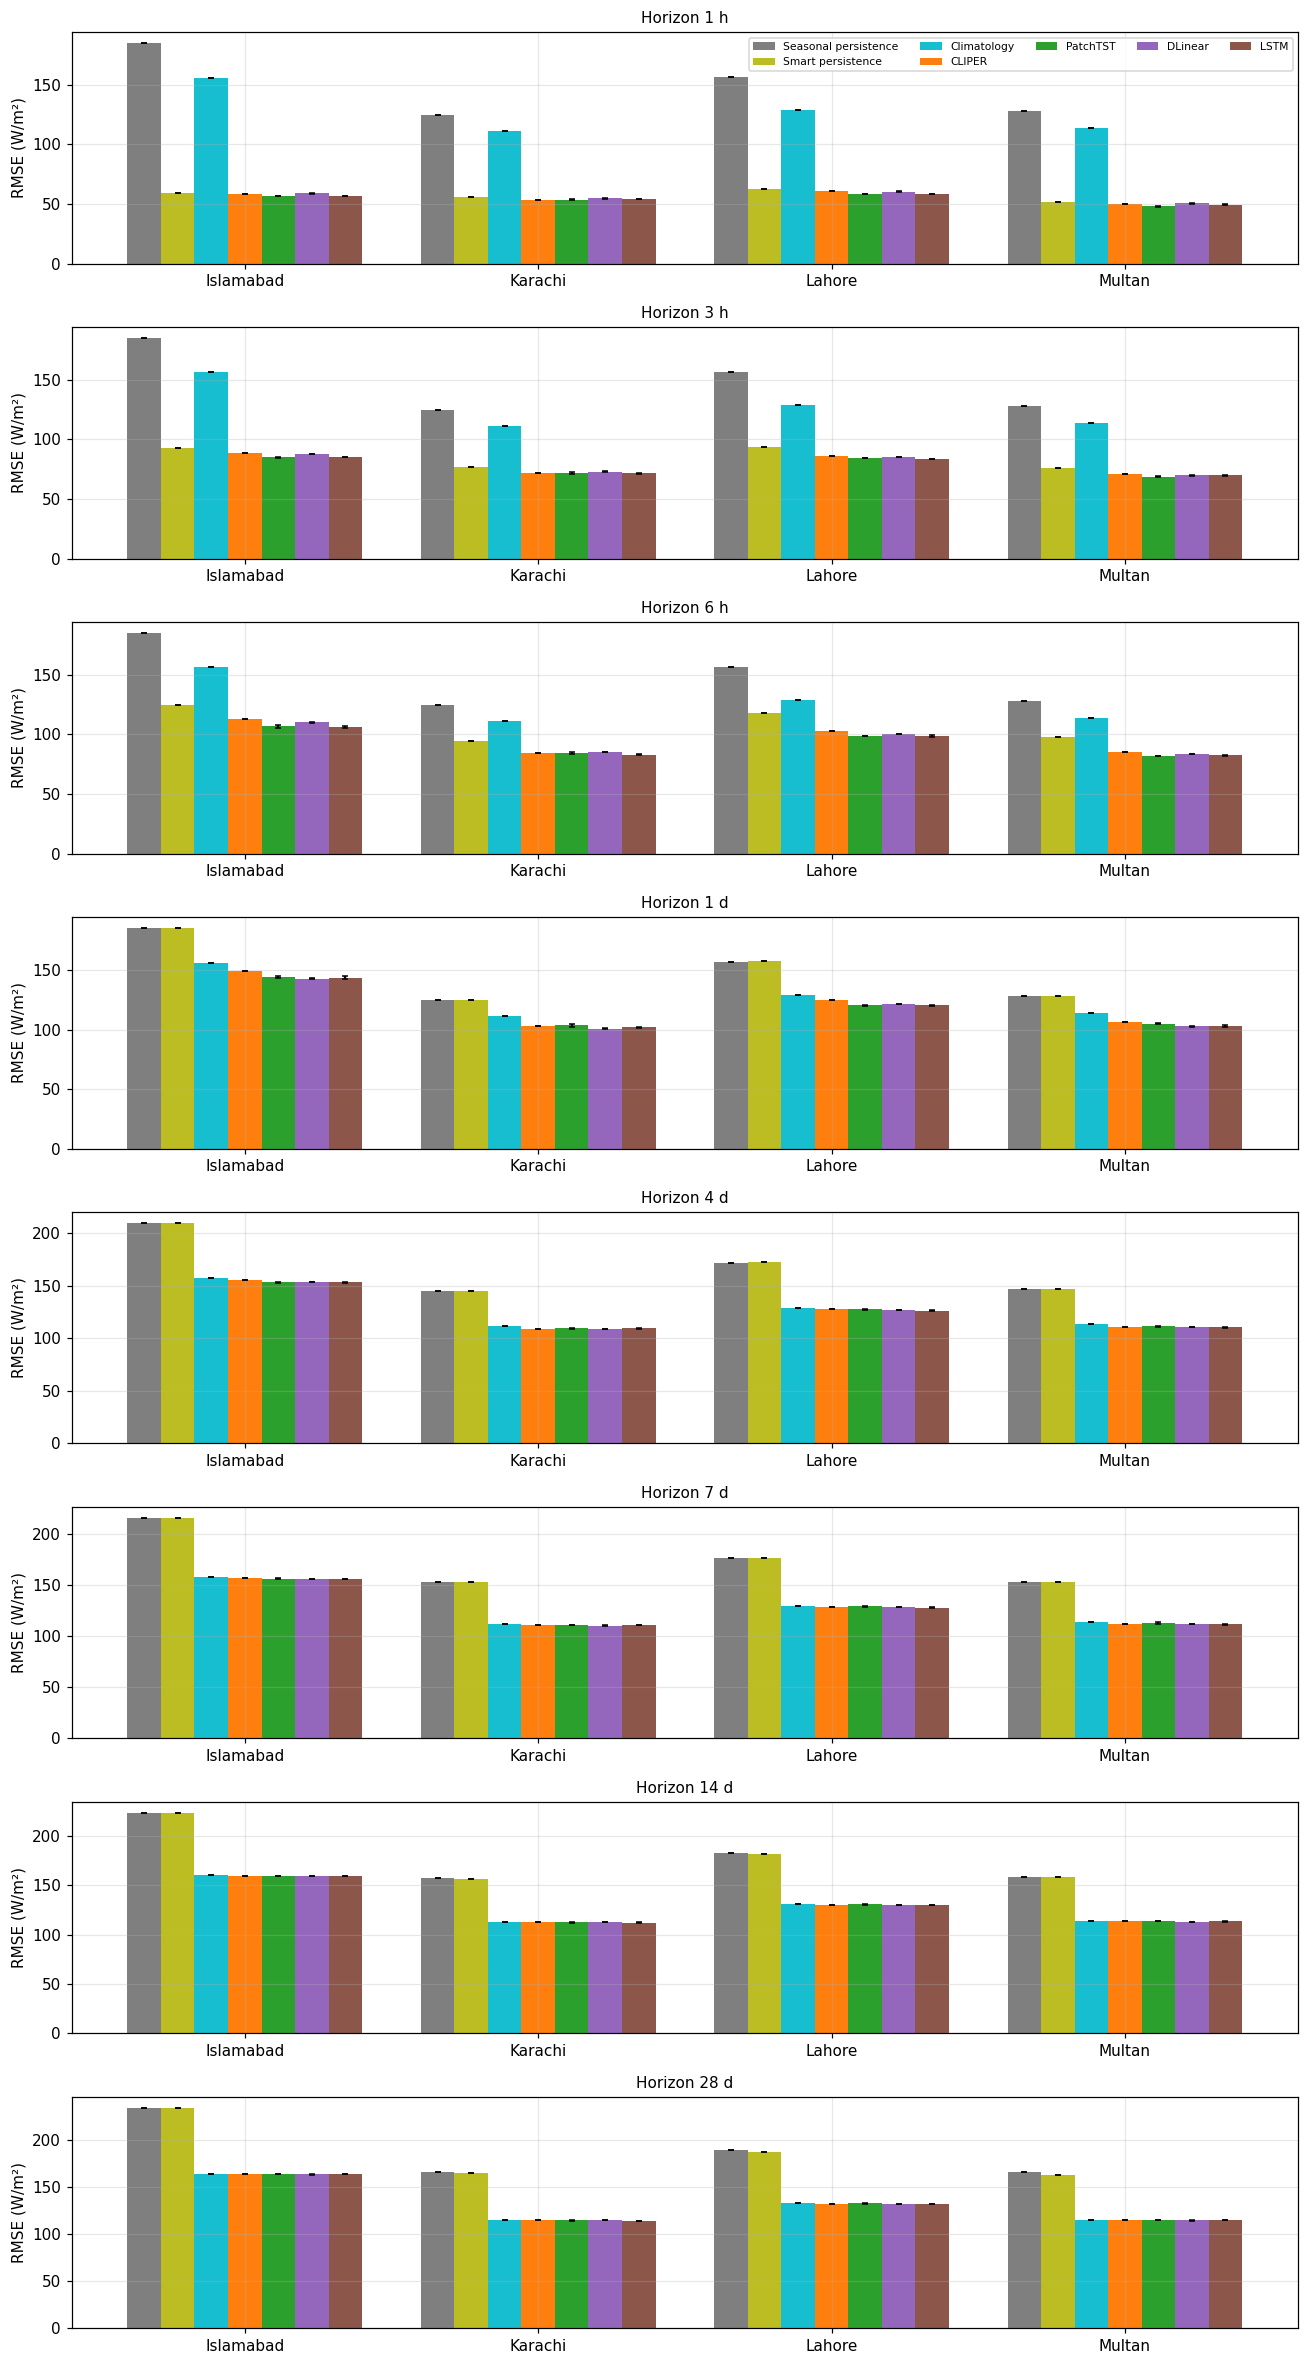 Horizon 1 h
Seasonal persistence Climatology PatchTST DLinear LSTM
Smart persistence CLIPER
RMSE (W/m²)
150
100
50
0
Islamabad Karachi Lahore Multan
Horizon 3 h
RMSE (W/m²)
150
100
50
0
Islamabad Karachi Lahore Multan
Horizon 6 h
RMSE (W/m²)
150
100
50
0
Islamabad Karachi Lahore Multan
Horizon 1 d
RMSE (W/m²)
150
100
50
0
Islamabad Karachi Lahore Multan
Horizon 4 d
RMSE (W/m²)
200
150
100
50
0
Islamabad Karachi Lahore Multan
Horizon 7 d
RMSE (W/m²)
200
150
100
50
0
Islamabad Karachi Lahore Multan
Horizon 14 d
RMSE (W/m²)
200
150
100
50
0
Islamabad Karachi Lahore Multan
Horizon 28 d
RMSE (W/m²)
200
150
100
50
0
Islamabad Karachi Lahore Multan